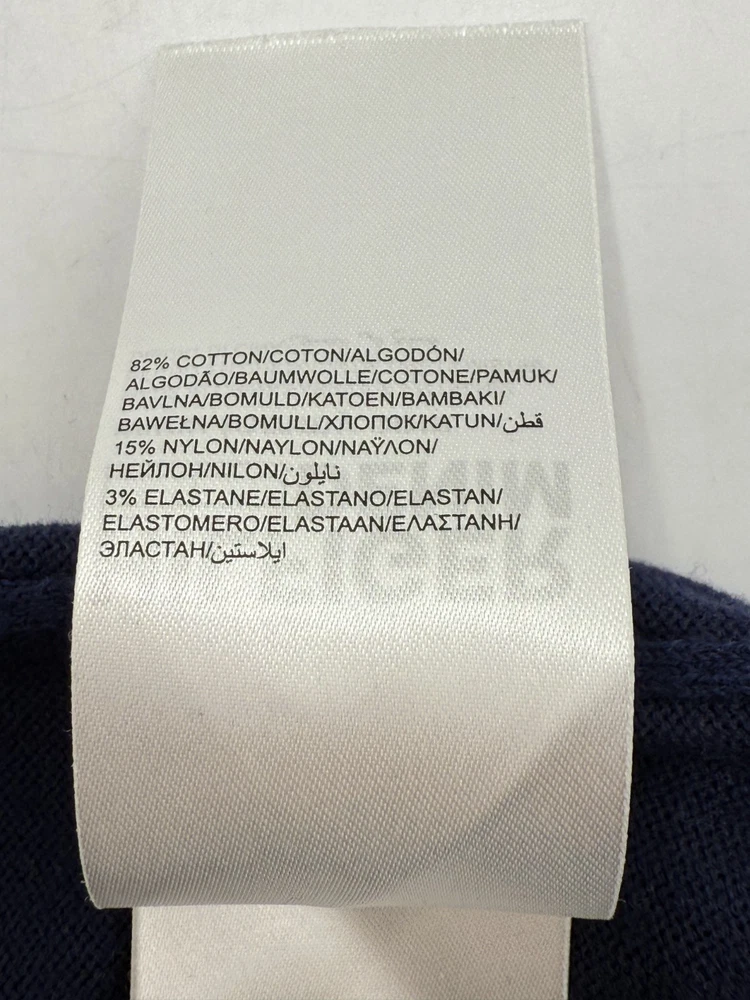 82% COTTON/COTON/ALGODÓN/
ALGODÃO/BAUMWOLLE/COTONE/PAMUK/
BAVLNA/BOMULD/KATOEN/BAMBAKI/
BAWEŁNA/BOMULL/ХЛОПОК/KATUN/قطن
15% NYLON/NAYLON/NAŸΛON/
НЕЙЛОН/NILON/نايلون
3% ELASTANE/ELASTANO/ELASTAN/
ELASTOMERO/ELASTAAN/ΕΛΑΣΤΑΝΗ/
ЭЛАСТАН/ايلاستين